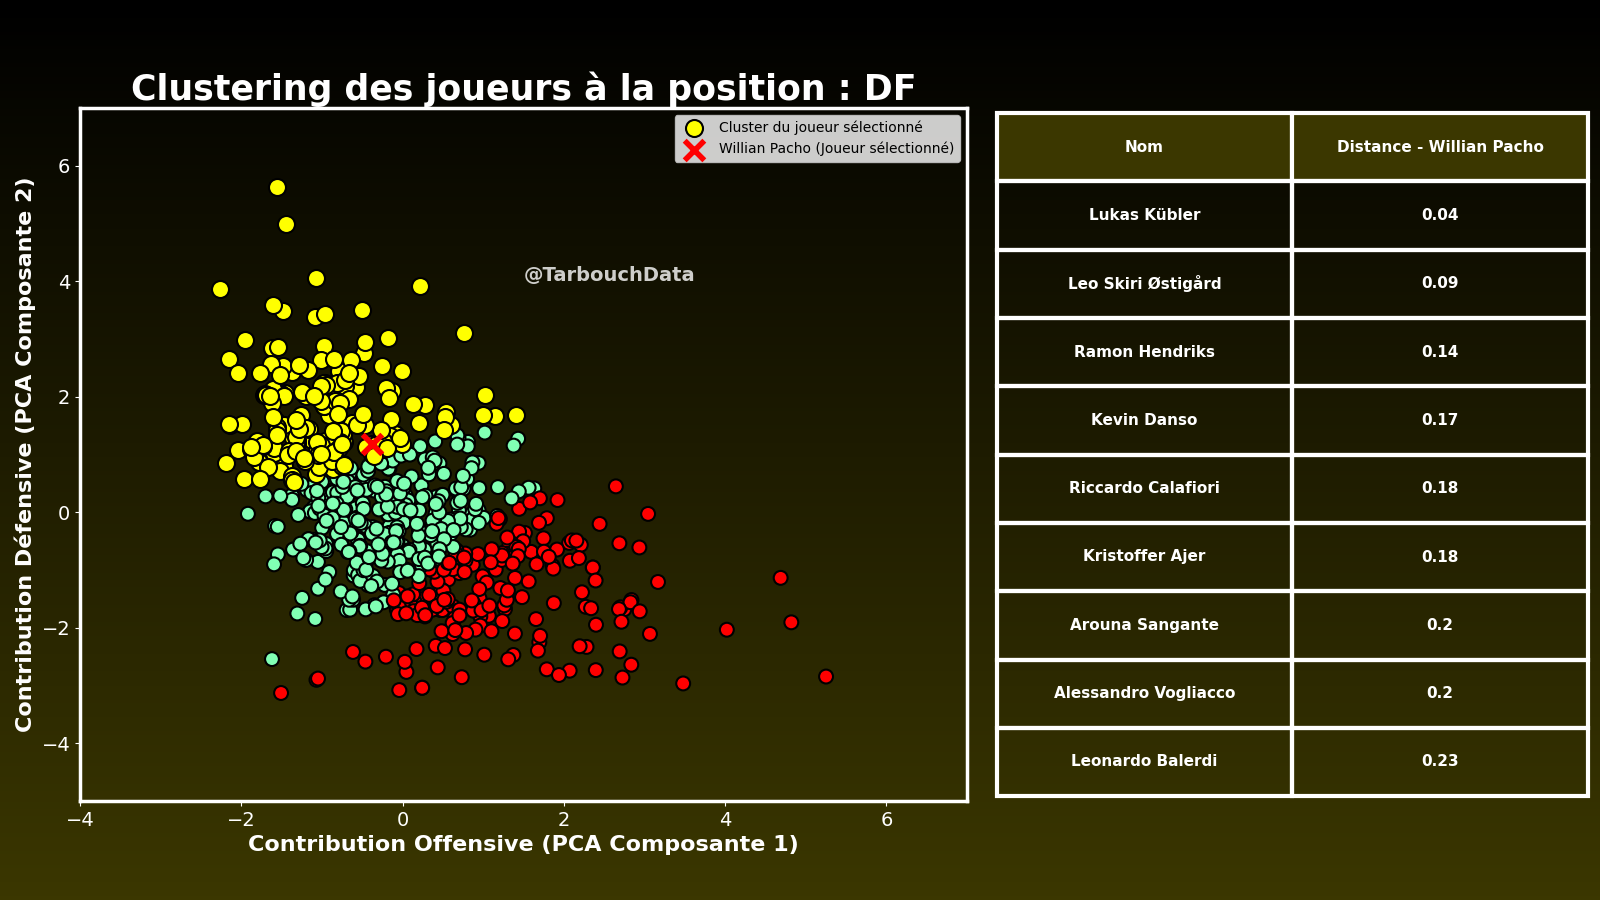 Clustering des joueurs à la position : DF
Cluster du joueur sélectionné
Willian Pacho (Joueur sélectionné)
@TarbouchData
Contribution Défensive (PCA Composante 2)
6
4
2
0
−2
−4
−4 −2 0 2 4 6
Contribution Offensive (PCA Composante 1)
Nom Distance - Willian Pacho
Lukas Kübler 0.04
Leo Skiri Østigård 0.09
Ramon Hendriks 0.14
Kevin Danso 0.17
Riccardo Calafiori 0.18
Kristoffer Ajer 0.18
Arouna Sangante 0.2
Alessandro Vogliacco 0.2
Leonardo Balerdi 0.23